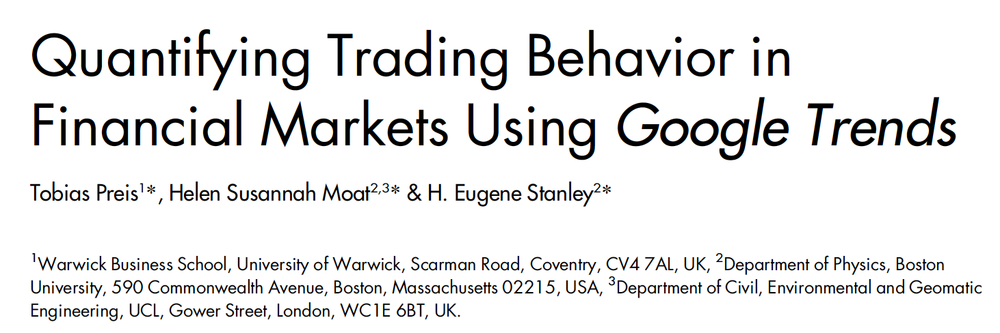 Quantifying Trading Behavior in
Financial Markets Using Google Trends
Tobias Preis1*, Helen Susannah Moat2,3* & H. Eugene Stanley2*
1Warwick Business School, University of Warwick, Scarman Road, Coventry, CV4 7AL, UK, 2Department of Physics, Boston
University, 590 Commonwealth Avenue, Boston, Massachusetts 02215, USA, 3Department of Civil, Environmental and Geomatic
Engineering, UCL, Gower Street, London, WC1E 6BT, UK.